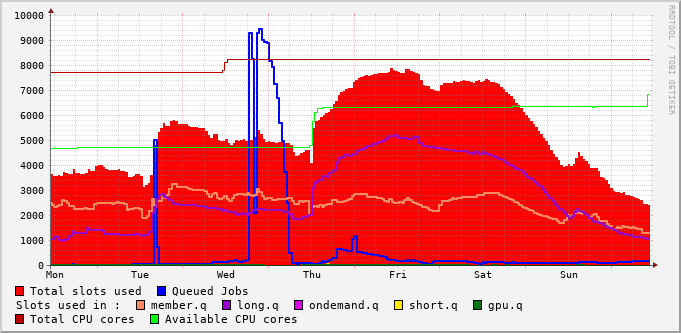 10000
9000
8000
7000
6000
5000
4000
3000
2000
1000
0
Mon Tue Wed Thu Fri Sat Sun
RRDTOOL / TOBI OETIKER
Total slots used Queued Jobs
Slots used in : member.q long.q ondemand.q short.q gpu.q
Total CPU cores Available CPU cores